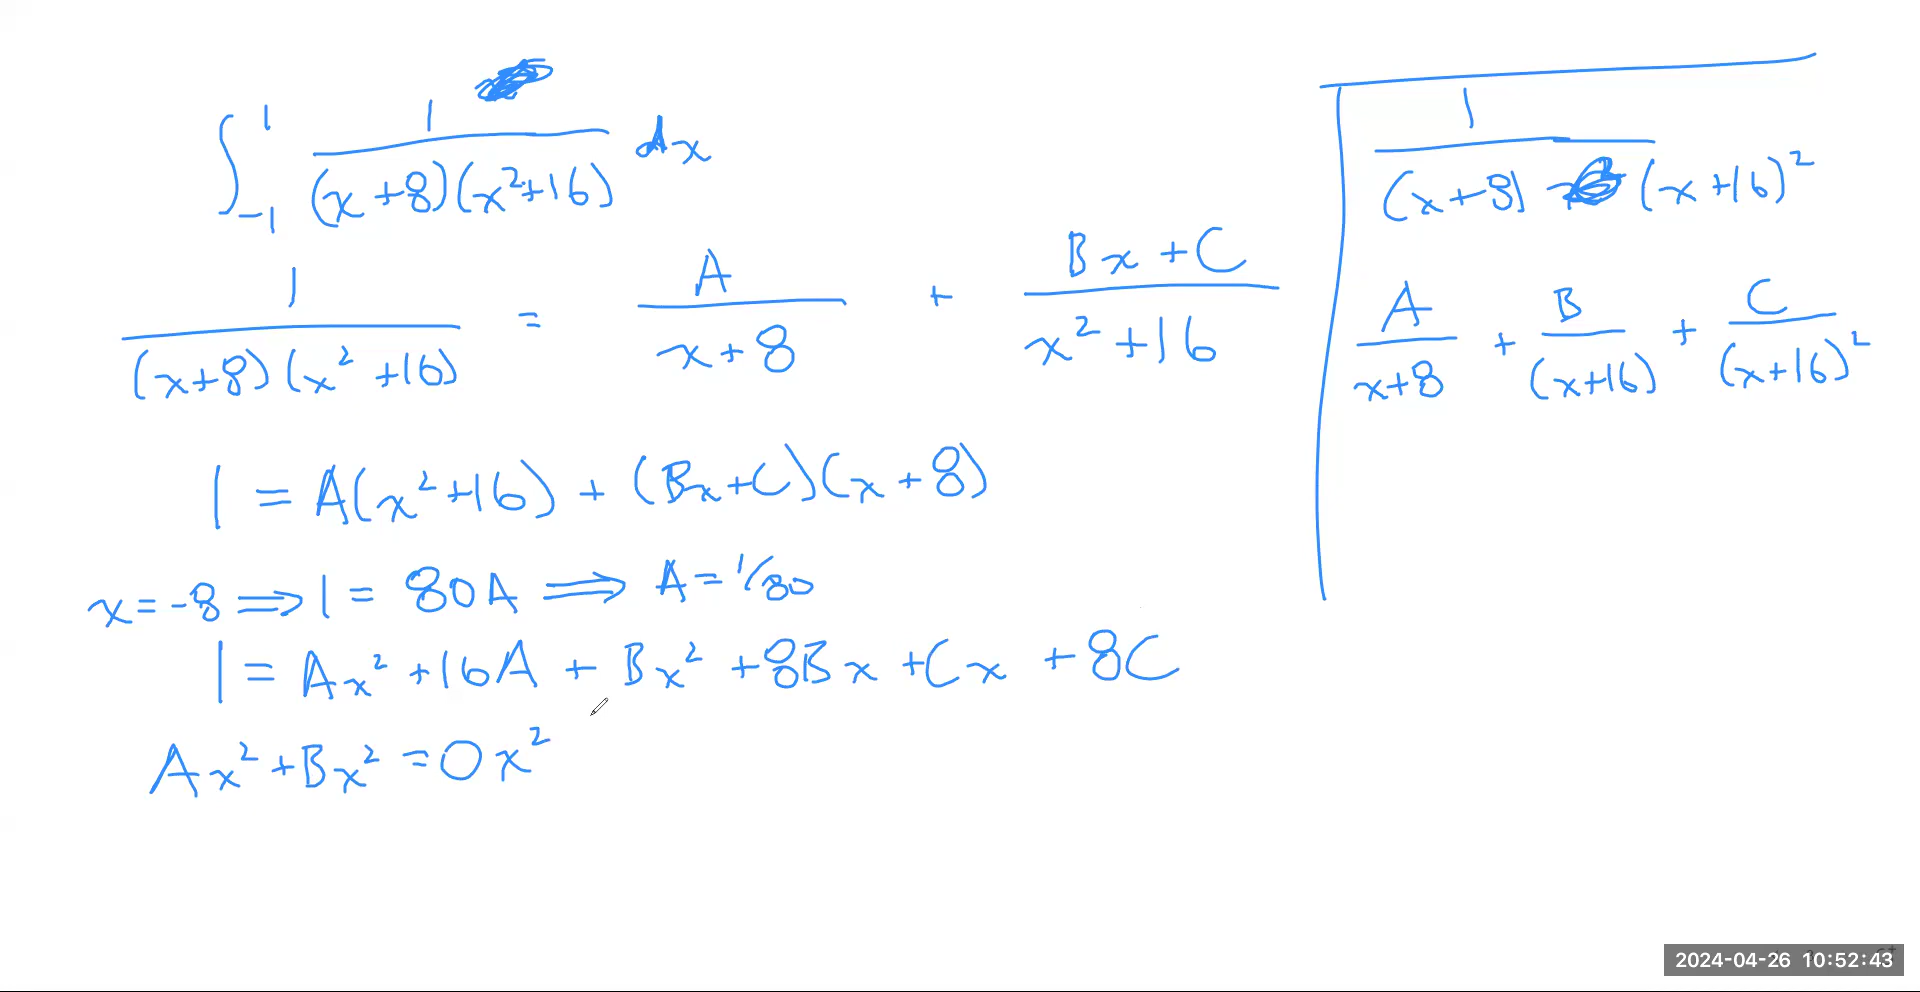 ∫_{-1}^{1} 1/((x+8)(x²+16)) dx
1/((x+8)(x²+16)) = A/(x+8) + (Bx+C)/(x²+16)
1 = A(x²+16) + (Bx+C)(x+8)
x = -8 ⟹ 1 = 80A ⟹ A = 1/80
1 = Ax² + 16A + Bx² + 8Bx + Cx + 8C
Ax² + Bx² = 0x²
1/((x+8)(x+16)²)
A/(x+8) + B/(x+16) + C/(x+16)²
2024-04-26 10:52:43